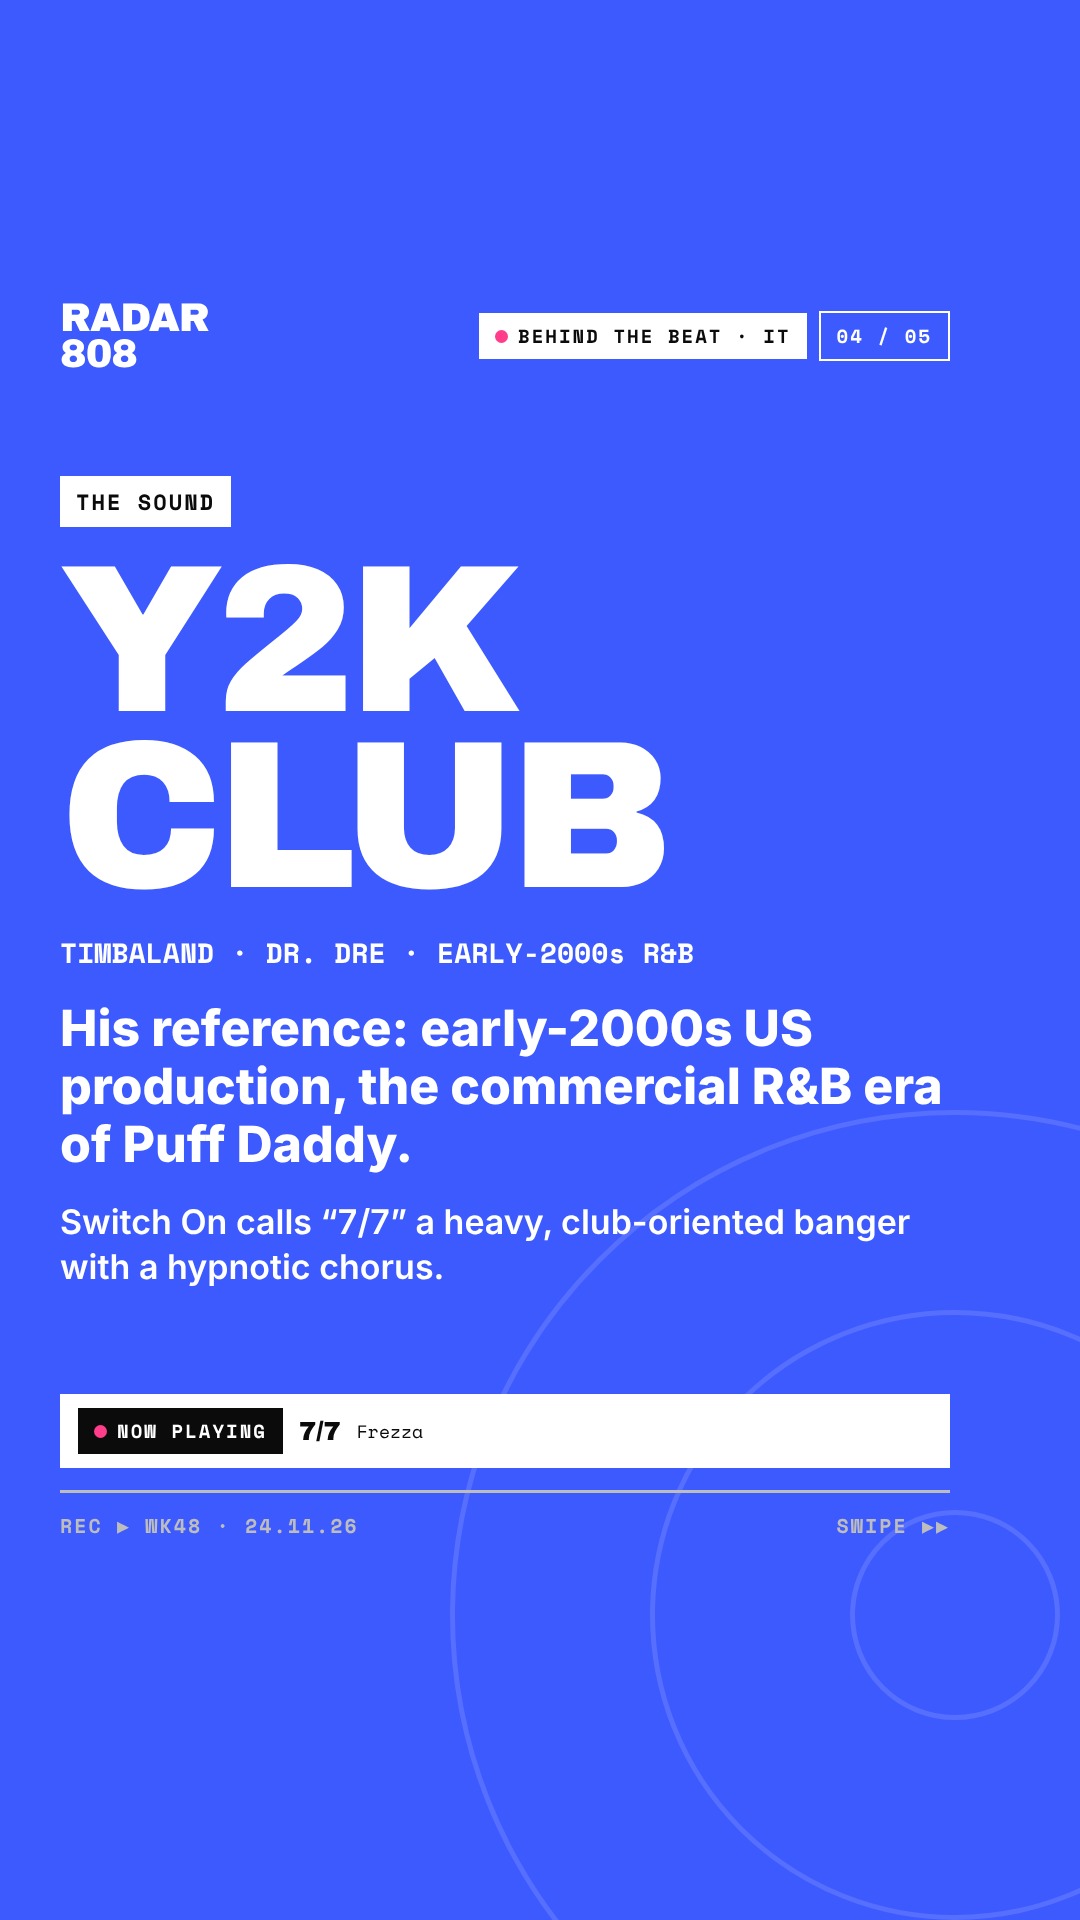 RADAR
808
BEHIND THE BEAT · IT
04 / 05
THE SOUND
Y2K
CLUB
TIMBALAND · DR. DRE · EARLY-2000s R&B
His reference: early-2000s US
production, the commercial R&B era
of Puff Daddy.
Switch On calls “7/7” a heavy, club-oriented banger
with a hypnotic chorus.
NOW PLAYING 7/7 Frezza
REC ▶ WK48 · 24.11.26
SWIPE ▶▶